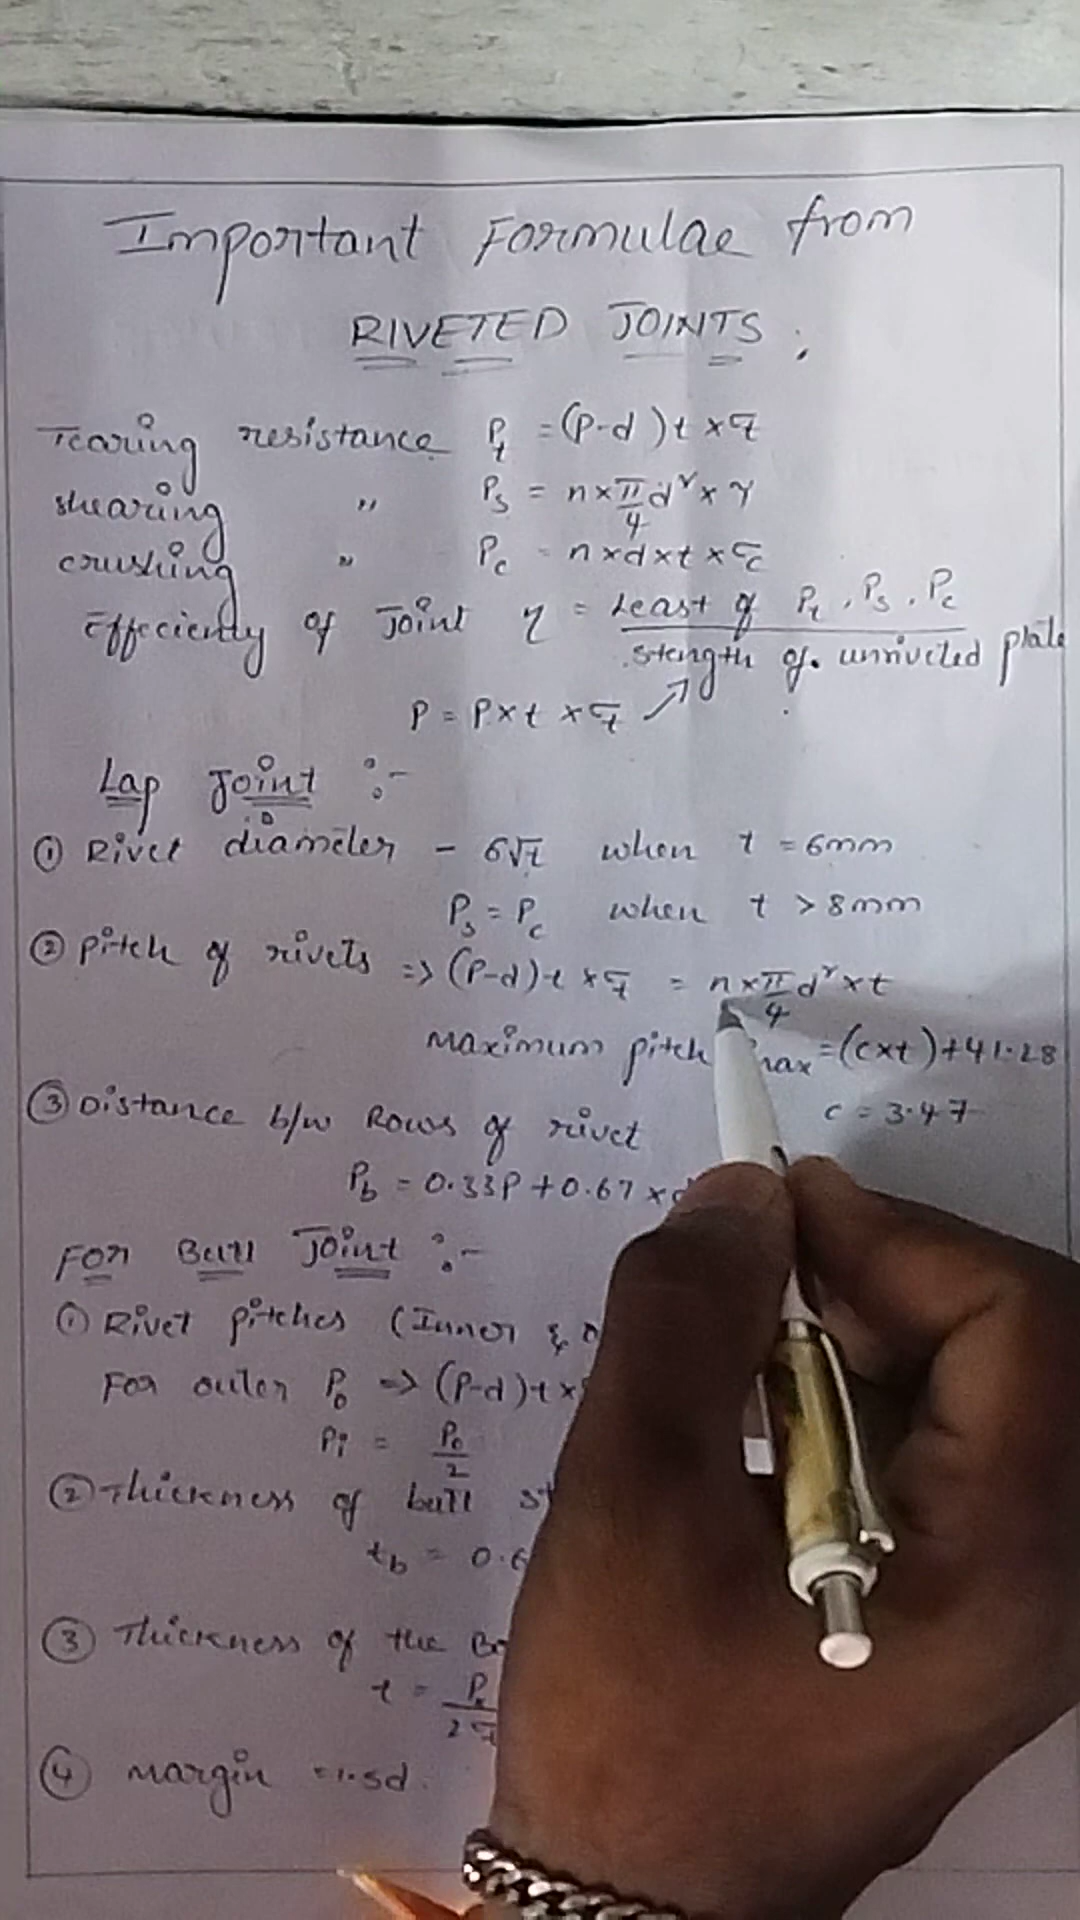 Important Formulae from
RIVETED JOINTS ;
Tearing resistance Pt = (P-d)t × σt
shearing " Ps = n × π/4 d² × τ
crushing " Pc = n × d × t × σc
Effeciently of Joint η = Least of Pt, Ps, Pc / stength of unriveted plate
P = P × t × σt ↗
Lap Joint :-
① Rivet diameter - 6√t when t = 6mm
Ps = Pc when t > 8mm
② pitch of rivets => (P-d)t × σt = n × π/4 d² × t
Maximum pitch max = (c×t) + 41.28
c = 3.47
③ Distance b/w Rows of rivet
Pb = 0.33P + 0.67 × d
For Butt Joint :-
① Rivet pitches (Inner &
For outer Po => (P-d)t ×
Pi = Po/2
② Thickness of butt
tb = 0.6
③ Thickness of the
t = P / 2σt
④ margin = 1.5d.